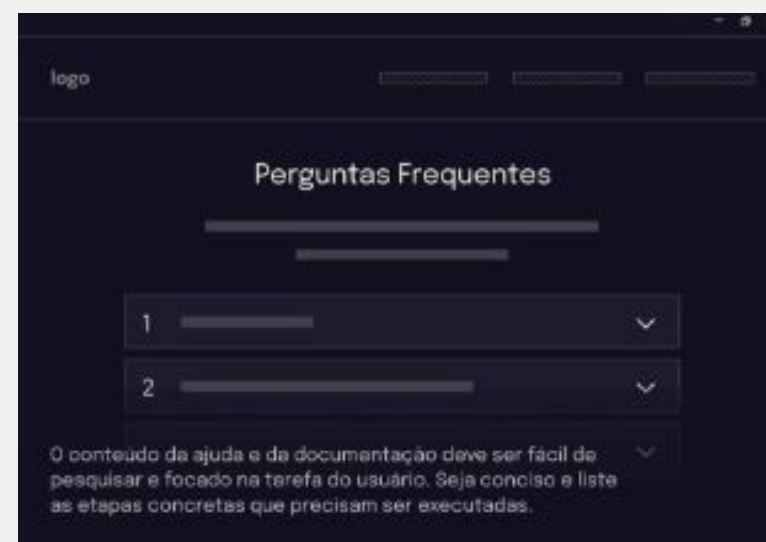 logo
Perguntas Frequentes
1
2
O conteúdo da ajuda e da documentação deve ser fácil de
pesquisar e focado na tarefa do usuário. Seja conciso e liste
as etapas concretas que precisam ser executadas.